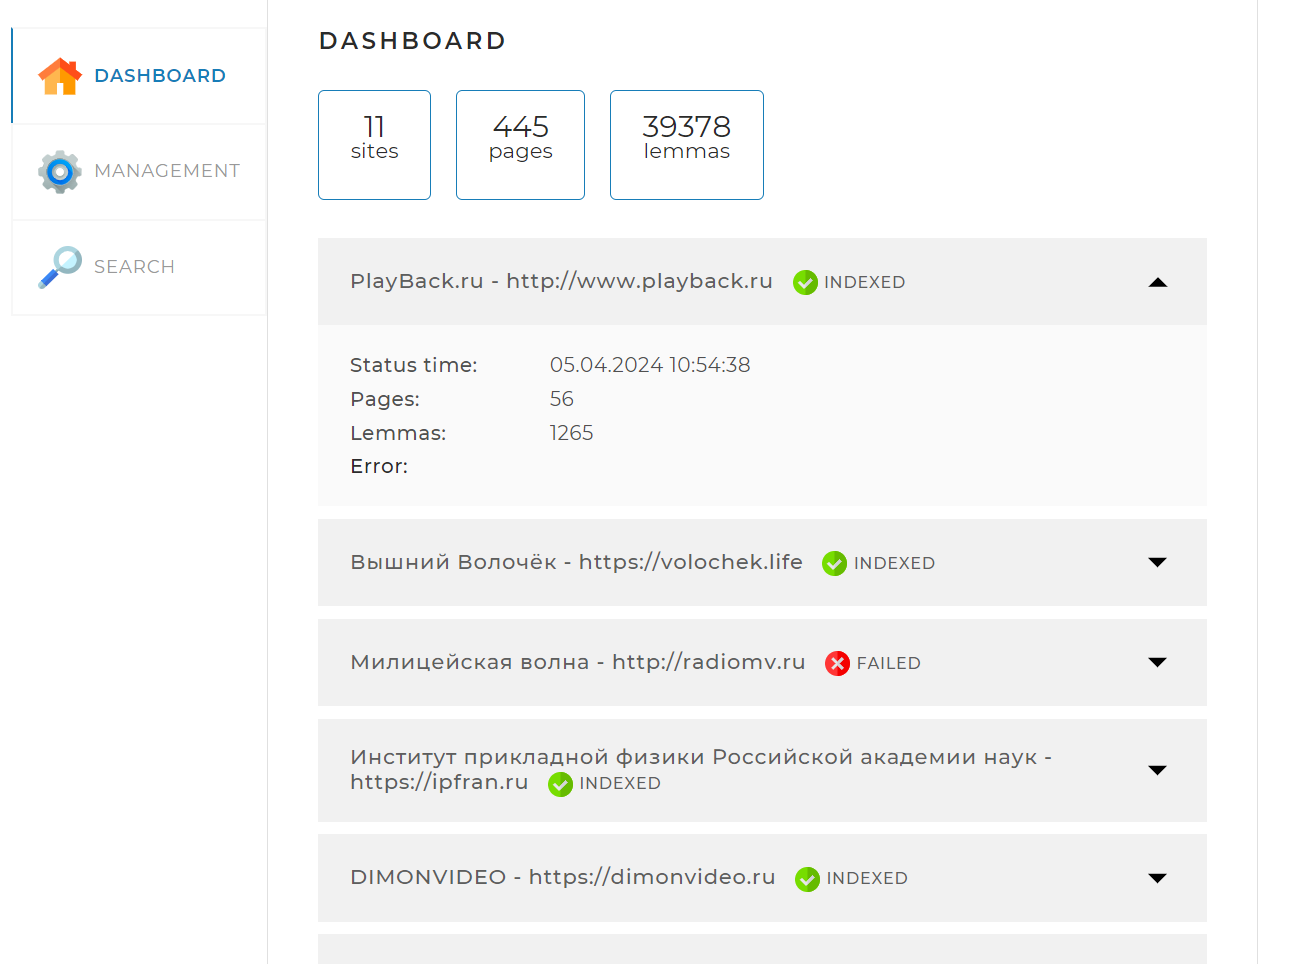 DASHBOARD
MANAGEMENT
SEARCH
DASHBOARD
11
sites
445
pages
39378
lemmas
PlayBack.ru - http://www.playback.ru INDEXED
Status time: 05.04.2024 10:54:38
Pages: 56
Lemmas: 1265
Error:
Вышний Волочёк - https://volochek.life INDEXED
Милицейская волна - http://radiomv.ru FAILED
Институт прикладной физики Российской академии наук -
https://ipfran.ru INDEXED
DIMONVIDEO - https://dimonvideo.ru INDEXED